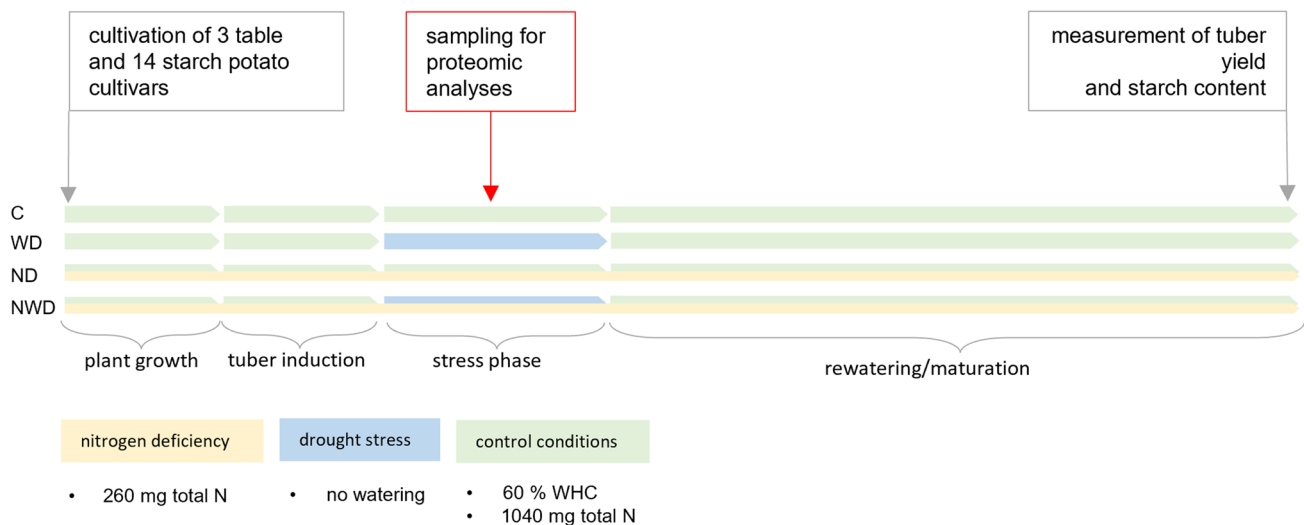 cultivation of 3 table
and 14 starch potato
cultivars
sampling for
proteomic
analyses
measurement of tuber
yield
and starch content
C
WD
ND
NWD
plant growth
tuber induction
stress phase
rewatering/maturation
nitrogen deficiency
drought stress
control conditions
• 260 mg total N
• no watering
• 60 % WHC
• 1040 mg total N